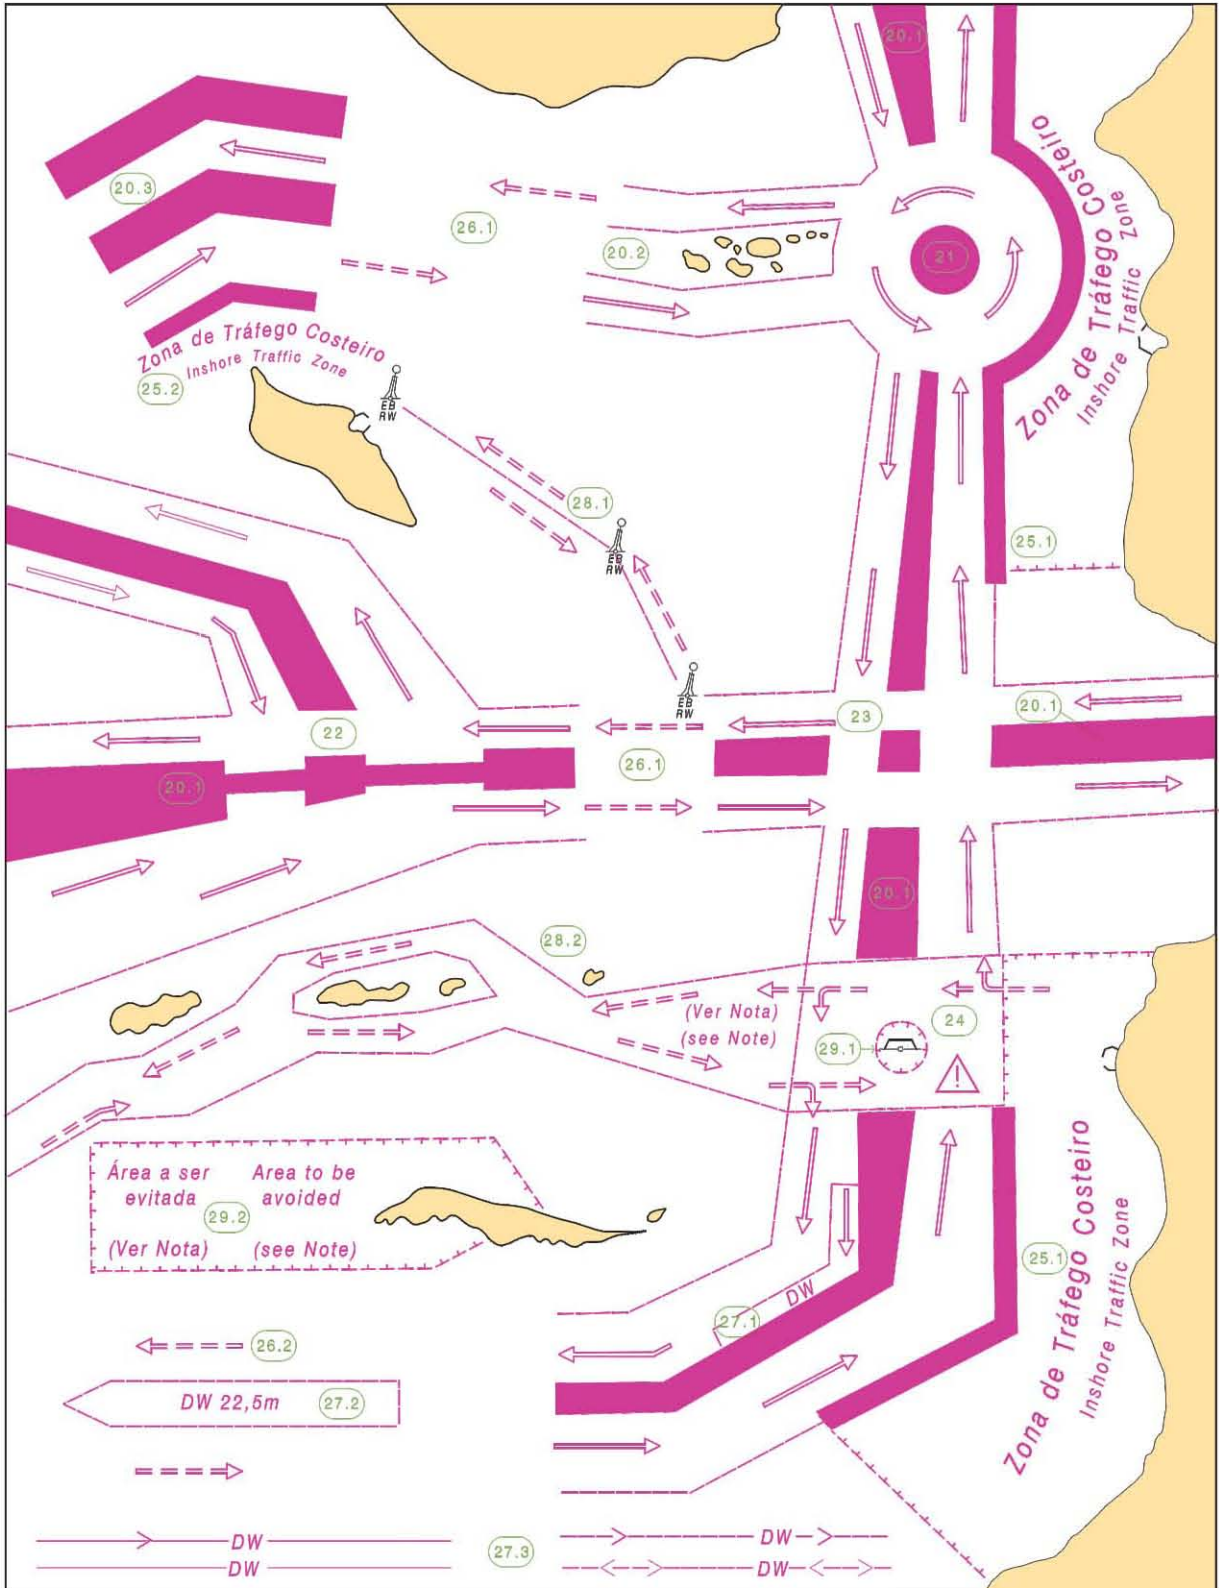 20.1
Zona de Tráfego Costeiro
Inshore Traffic Zone
20.3
26.1
20.2
21
Zona de Tráfego Costeiro
Inshore Traffic Zone
25.2
EB
RW
28.1
EB
RW
25.1
EB
RW
20.1
23
22
26.1
20.1
20.1
28.2
(Ver Nota)
(see Note)
24
29.1
!
Área a ser
evitada
Area to be
avoided
29.2
(Ver Nota)
(see Note)
25.1
Zona de Tráfego Costeiro
Inshore Traffic Zone
DW
27.1
26.2
DW 22,5m
27.2
DW
DW
27.3
DW
DW